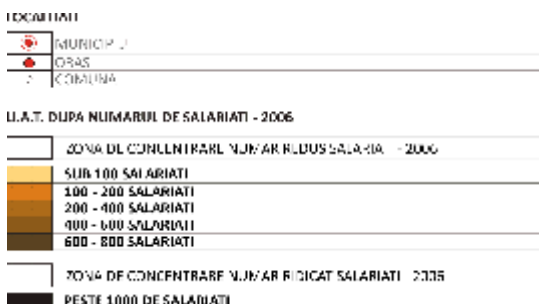 LOCALITATI
MUNICIPIU
ORAS
COMUNA
U.A.T. DUPA NUMARUL DE SALARIATI - 2006
ZONA DE CONCENTRARE NUMAR REDUS SALARIATI - 2006
SUB 100 SALARIATI
100 - 200 SALARIATI
200 - 400 SALARIATI
400 - 600 SALARIATI
600 - 800 SALARIATI
ZONA DE CONCENTRARE NUMAR RIDICAT SALARIATI - 2006
PESTE 1000 DE SALARIATI